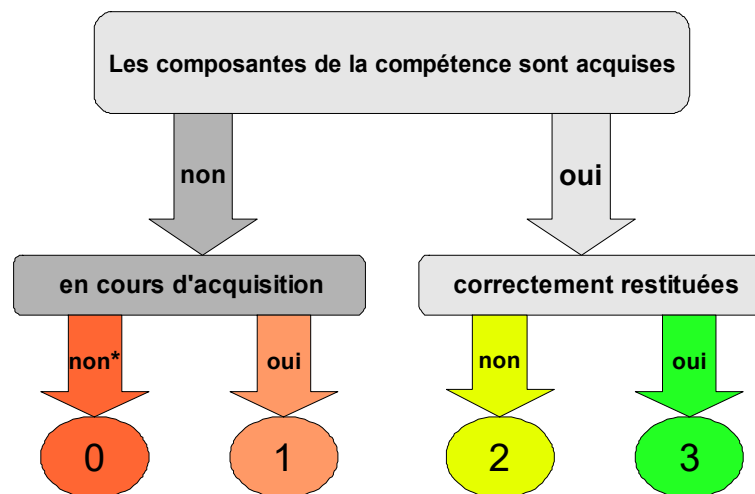 Les composantes de la compétence sont acquises
non
oui
en cours d'acquisition
correctement restituées
non*
oui
non
oui
0
1
2
3